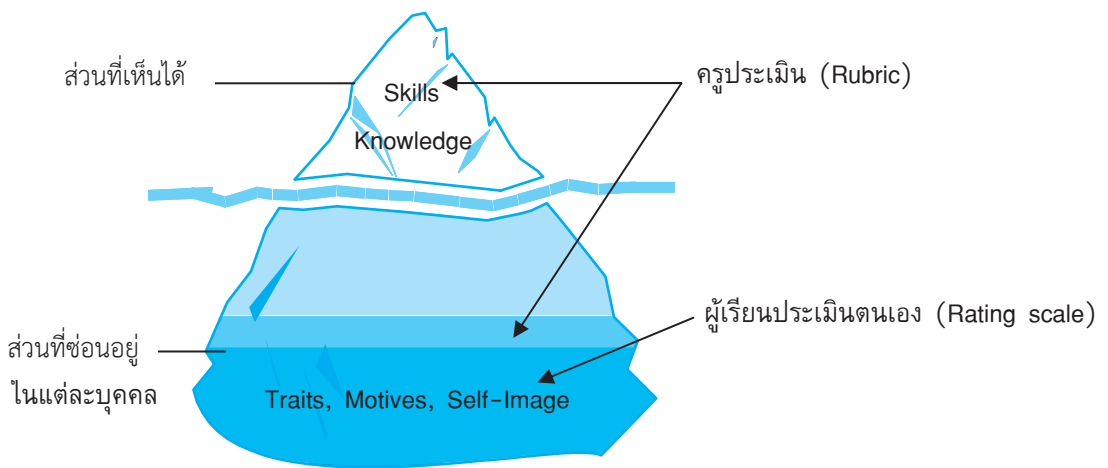 ส่วนที่เห็นได้
ครูประเมิน (Rubric)
Skills
Knowledge
ผู้เรียนประเมินตนเอง (Rating scale)
ส่วนที่ซ่อนอยู่
ในแต่ละบุคคล
Traits, Motives, Self-Image